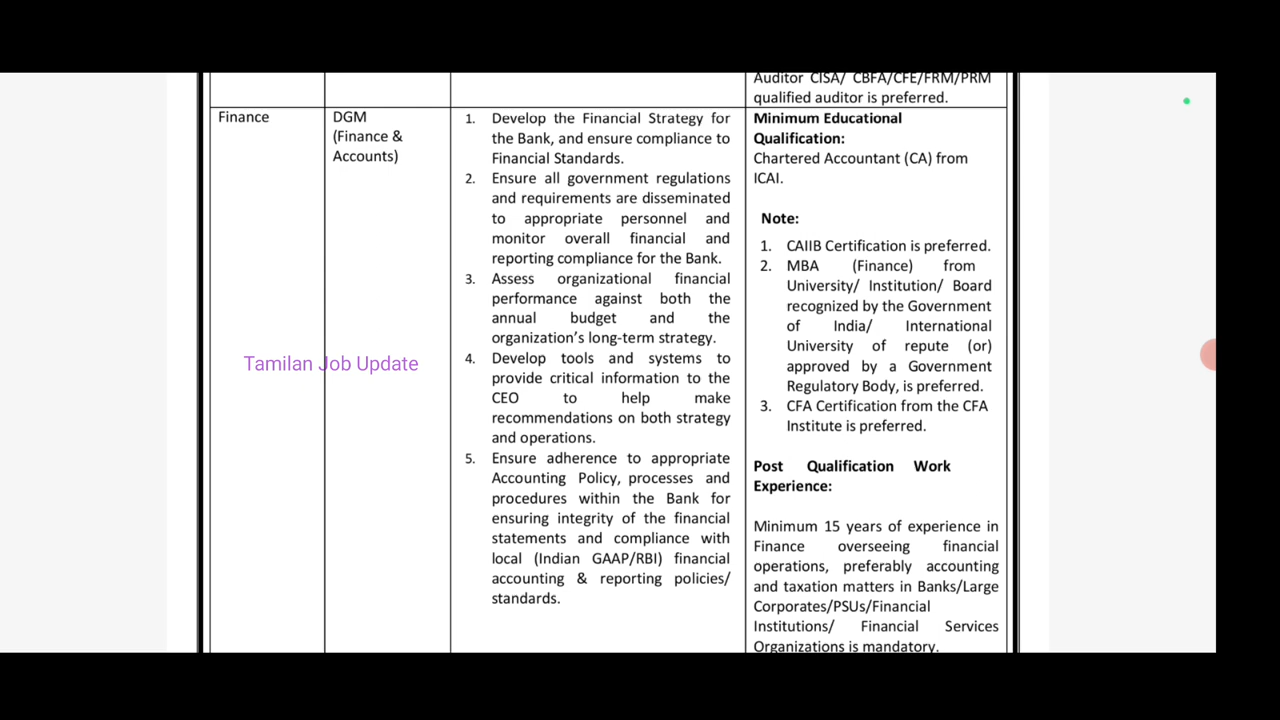 Auditor CISA/ CBFA/CFE/FRM/PRM
qualified auditor is preferred.
Finance
DGM
(Finance &
Accounts)
1. Develop the Financial Strategy for
the Bank, and ensure compliance to
Financial Standards.
2. Ensure all government regulations
and requirements are disseminated
to appropriate personnel and
monitor overall financial and
reporting compliance for the Bank.
3. Assess organizational financial
performance against both the
annual budget and the
organization’s long-term strategy.
4. Develop tools and systems to
provide critical information to the
CEO to help make
recommendations on both strategy
and operations.
5. Ensure adherence to appropriate
Accounting Policy, processes and
procedures within the Bank for
ensuring integrity of the financial
statements and compliance with
local (Indian GAAP/RBI) financial
accounting & reporting policies/
standards.
Minimum Educational
Qualification:
Chartered Accountant (CA) from
ICAI.
Note:
1. CAIIB Certification is preferred.
2. MBA (Finance) from
University/ Institution/ Board
recognized by the Government
of India/ International
University of repute (or)
approved by a Government
Regulatory Body, is preferred.
3. CFA Certification from the CFA
Institute is preferred.
Post Qualification Work
Experience:
Minimum 15 years of experience in
Finance overseeing financial
operations, preferably accounting
and taxation matters in Banks/Large
Corporates/PSUs/Financial
Institutions/ Financial Services
Organizations is mandatory.
Tamilan Job Update